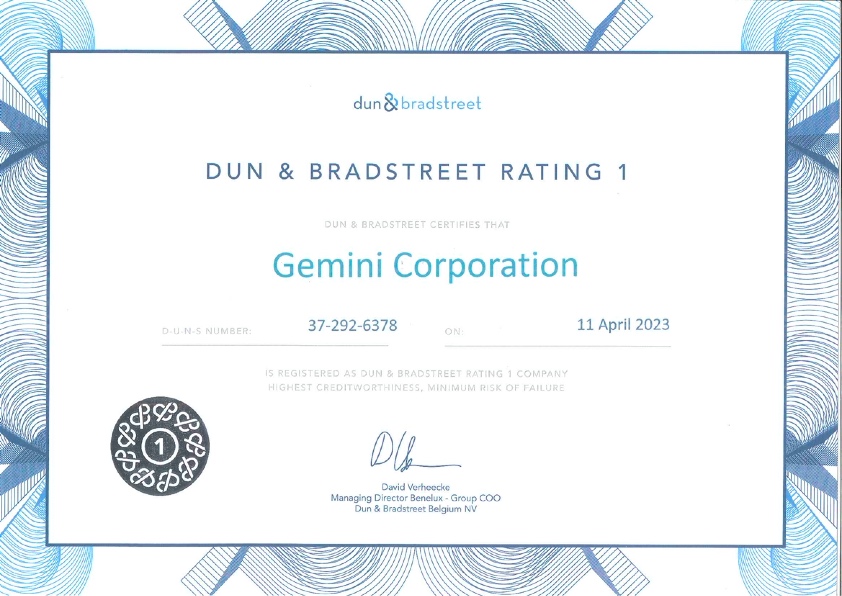 dun & bradstreet
DUN & BRADSTREET RATING 1
DUN & BRADSTREET CERTIFIES THAT
Gemini Corporation
D-U-N-S NUMBER: 37-292-6378 ON: 11 April 2023
IS REGISTERED AS DUN & BRADSTREET RATING 1 COMPANY
HIGHEST CREDITWORTHINESS, MINIMUM RISK OF FAILURE
1
David Verheecke
Managing Director Benelux - Group COO
Dun & Bradstreet Belgium NV